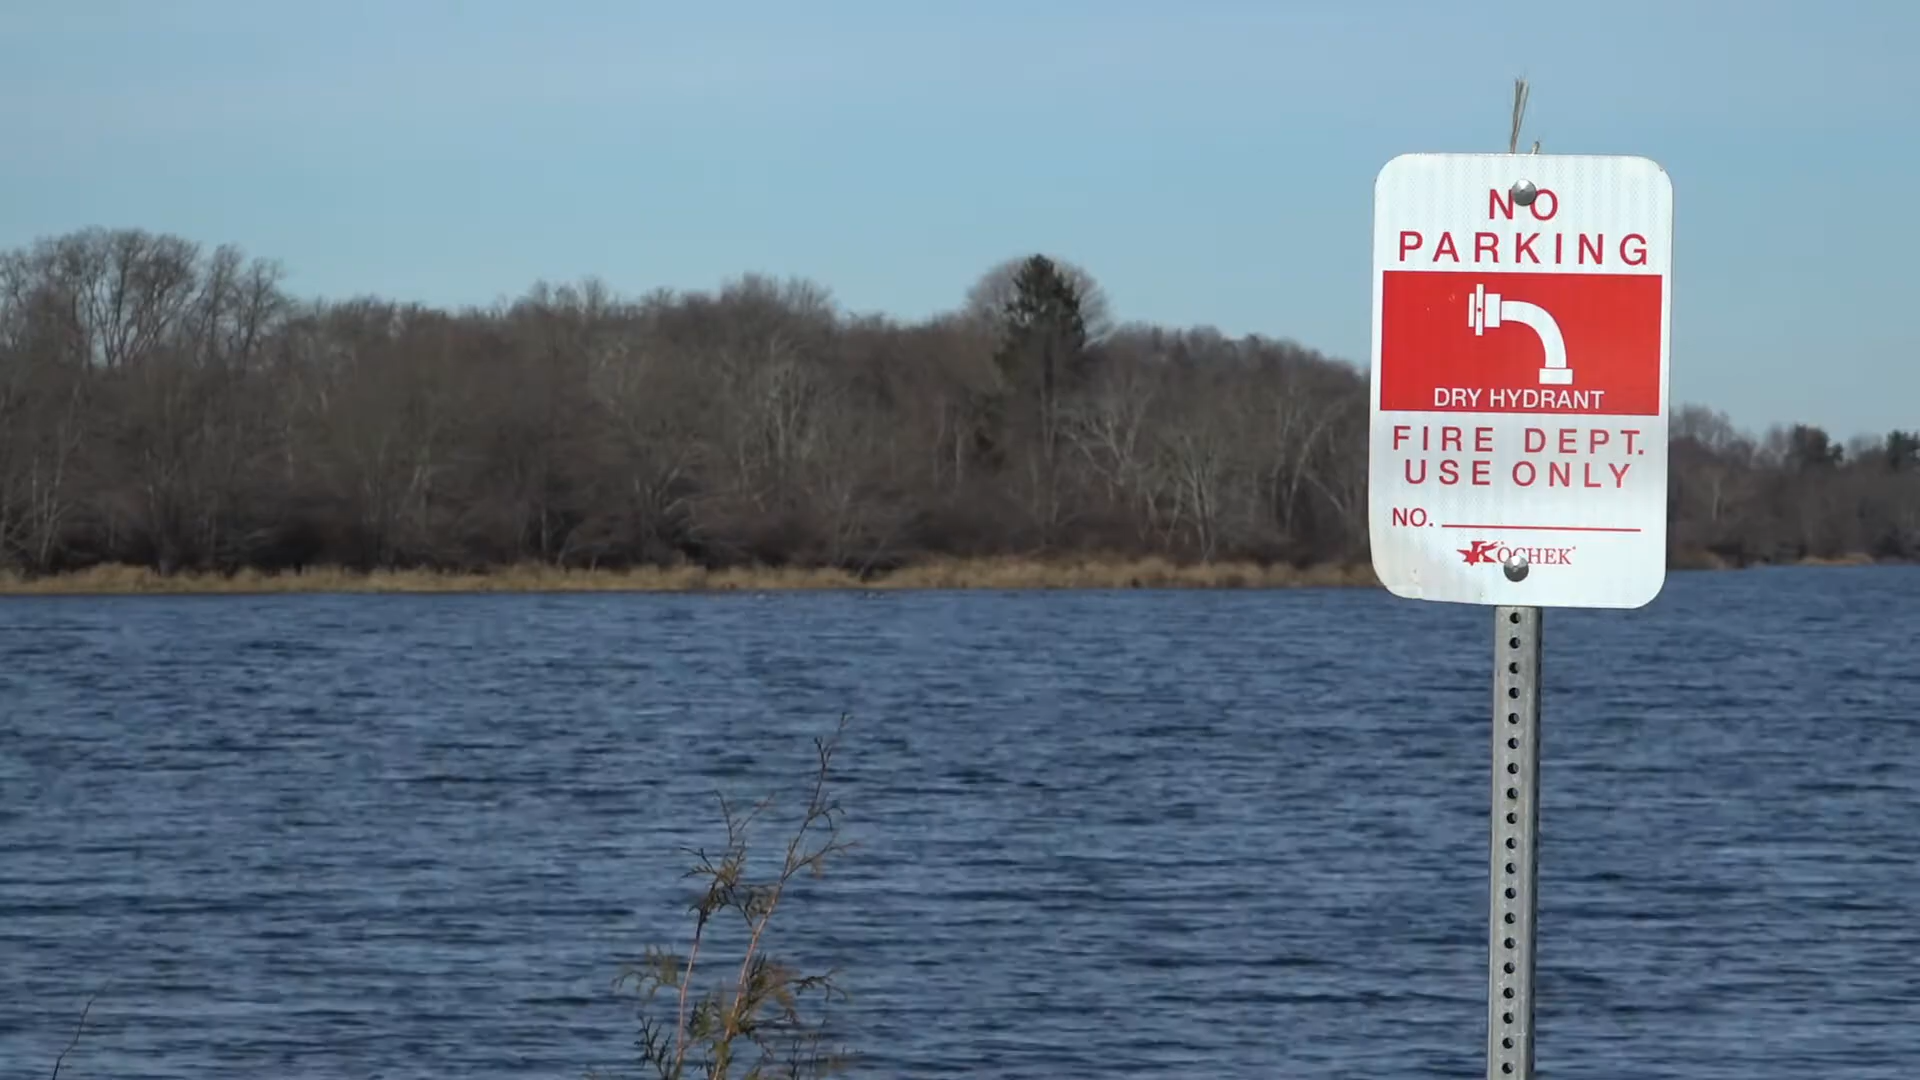 NO
PARKING
DRY HYDRANT
FIRE DEPT.
USE ONLY
NO.
KOCHEK